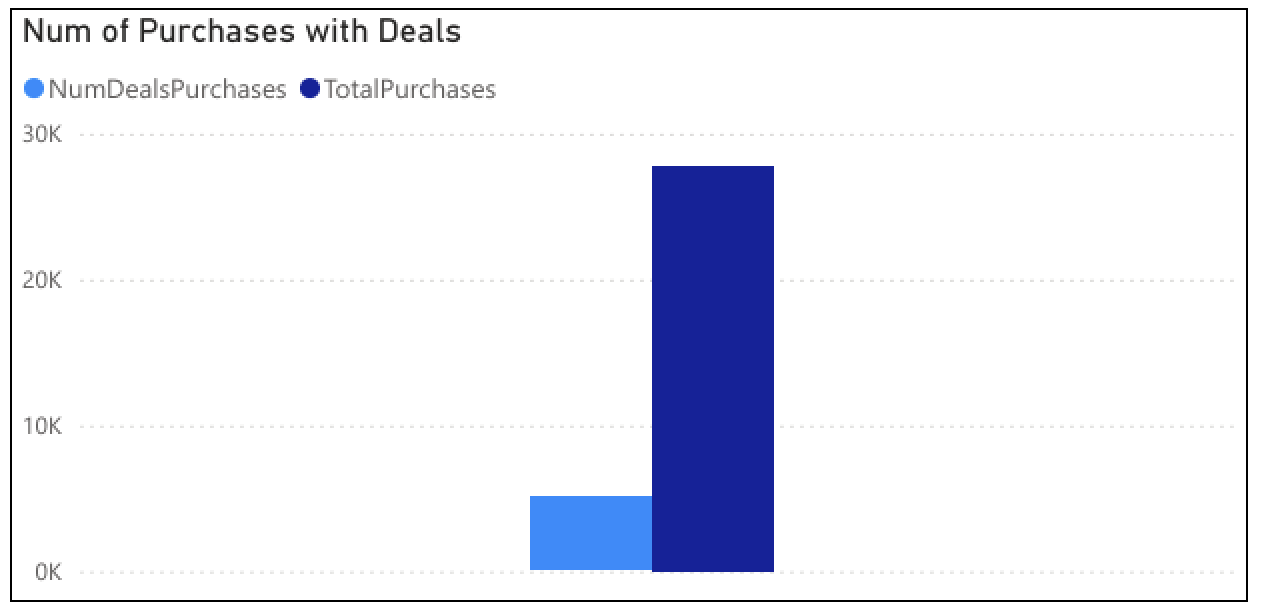 Num of Purchases with Deals
NumDealsPurchases TotalPurchases
30K
20K
10K
0K